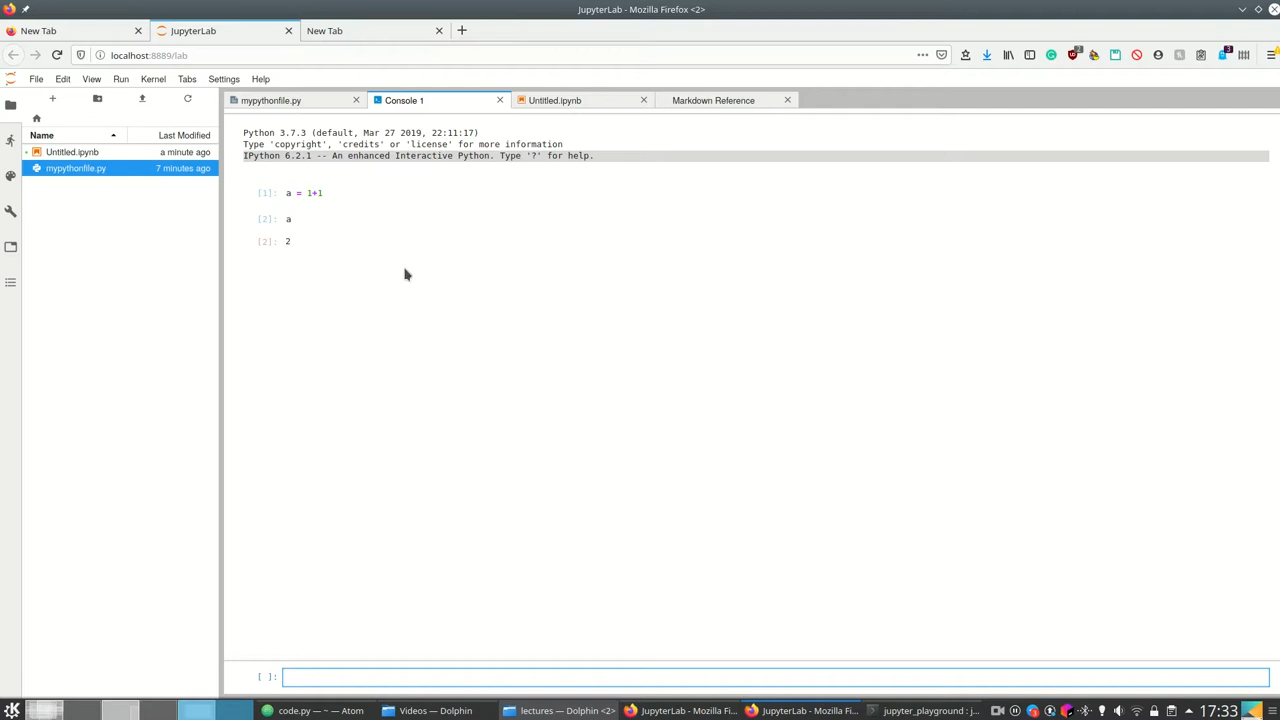 JupyterLab - Mozilla Firefox <2>
New Tab
JupyterLab
New Tab
localhost:8889/lab
2
3
File Edit View Run Kernel Tabs Settings Help
mypythonfile.py
Console 1
Untitled.ipynb
Markdown Reference
Name
Last Modified
Untitled.ipynb
a minute ago
mypythonfile.py
7 minutes ago
Python 3.7.3 (default, Mar 27 2019, 22:11:17)
Type 'copyright', 'credits' or 'license' for more information
IPython 6.2.1 -- An enhanced Interactive Python. Type '?' for help.
[1]: a = 1+1
[2]: a
[2]: 2
[ ]:
code.py — ~ — Atom
Videos — Dolphin
lectures — Dolphin <2>
JupyterLab - Mozilla Fi...
JupyterLab - Mozilla Fi...
jupyter_playground : j...
17:33